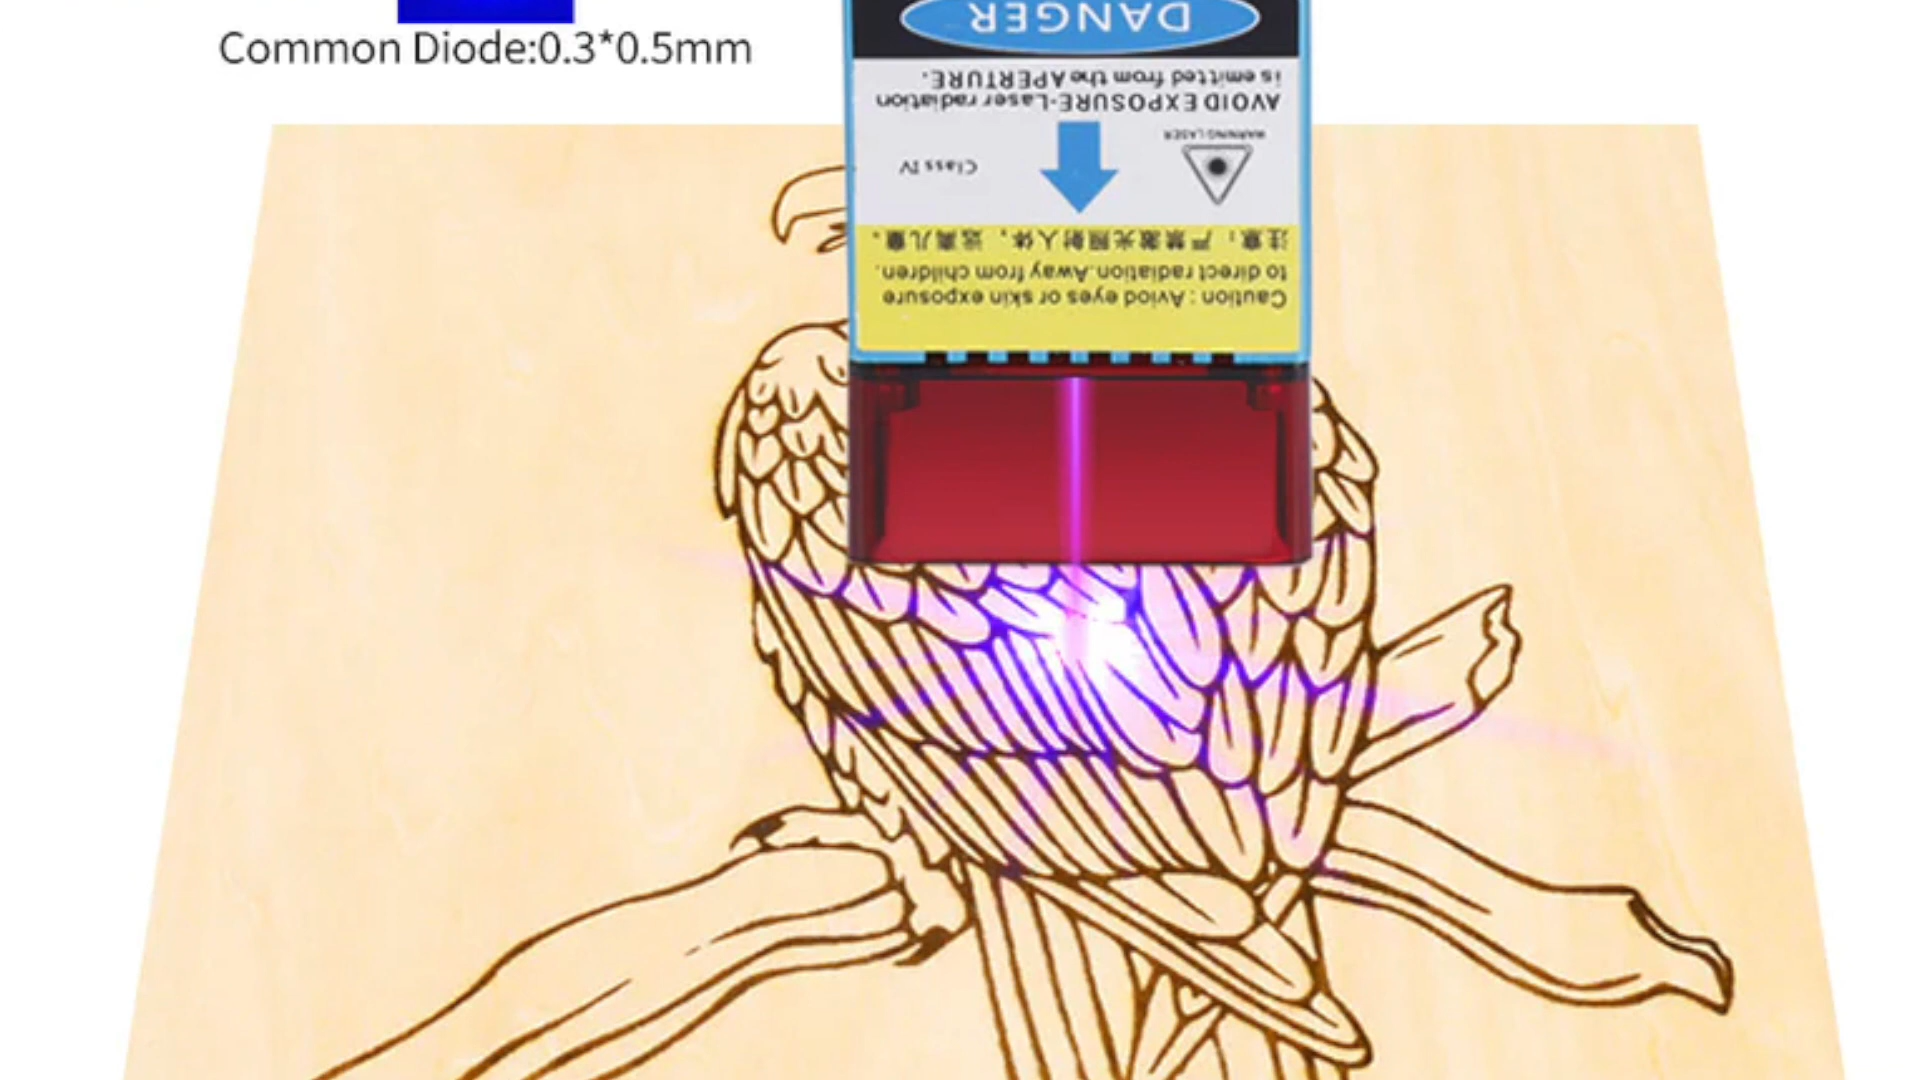 Common Diode:0.3*0.5mm
Caution : Aviod eyes or skin exposure
to direct radiation.Away from children.
注意：严禁激光照射人体，远离儿童。
Class IV
WARNING LASER
AVOID EXPOSURE-Laser radiation
is emitted from the APERTURE.
DANGER